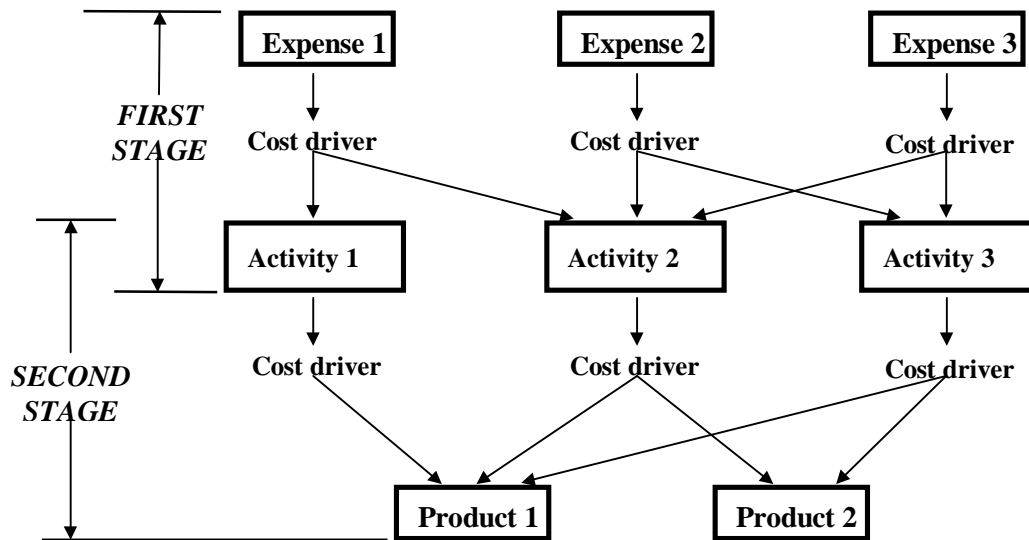 Expense 1
Expense 2
Expense 3
FIRST
STAGE
Cost driver
Cost driver
Cost driver
Activity 1
Activity 2
Activity 3
SECOND
STAGE
Cost driver
Cost driver
Cost driver
Product 1
Product 2